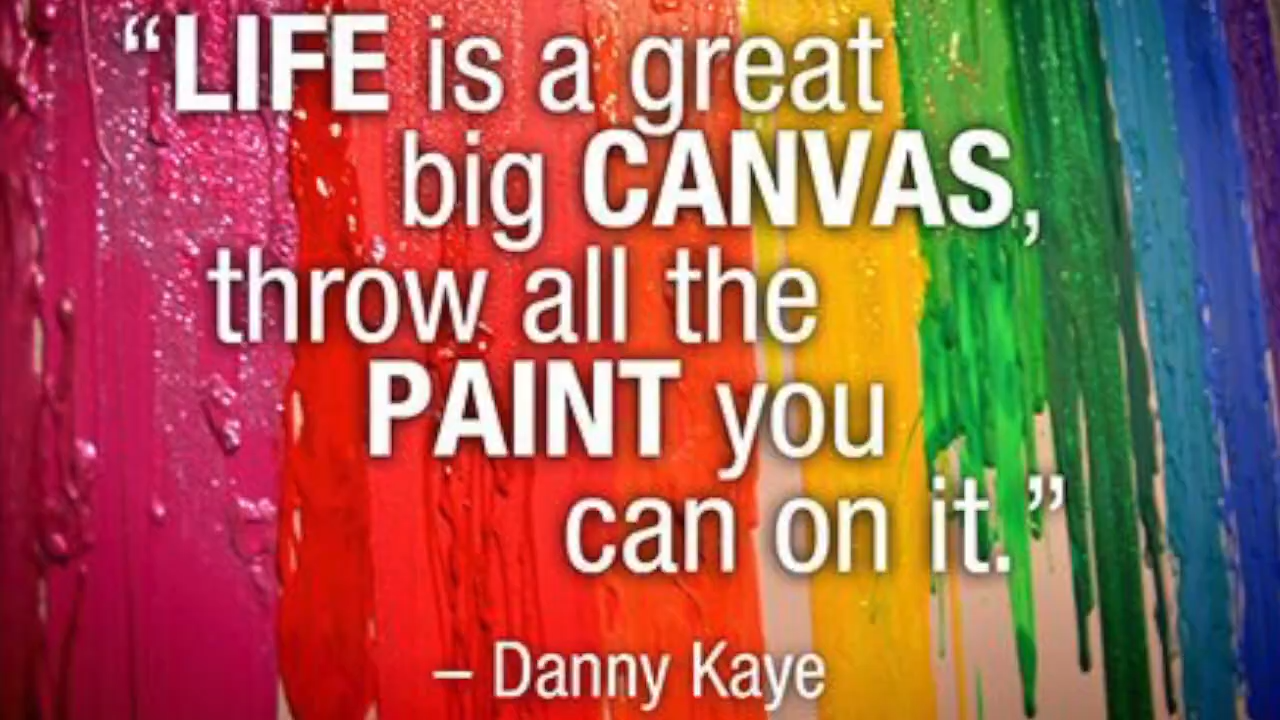 “LIFE is a great
big CANVAS,
throw all the
PAINT you
can on it.”
– Danny Kaye